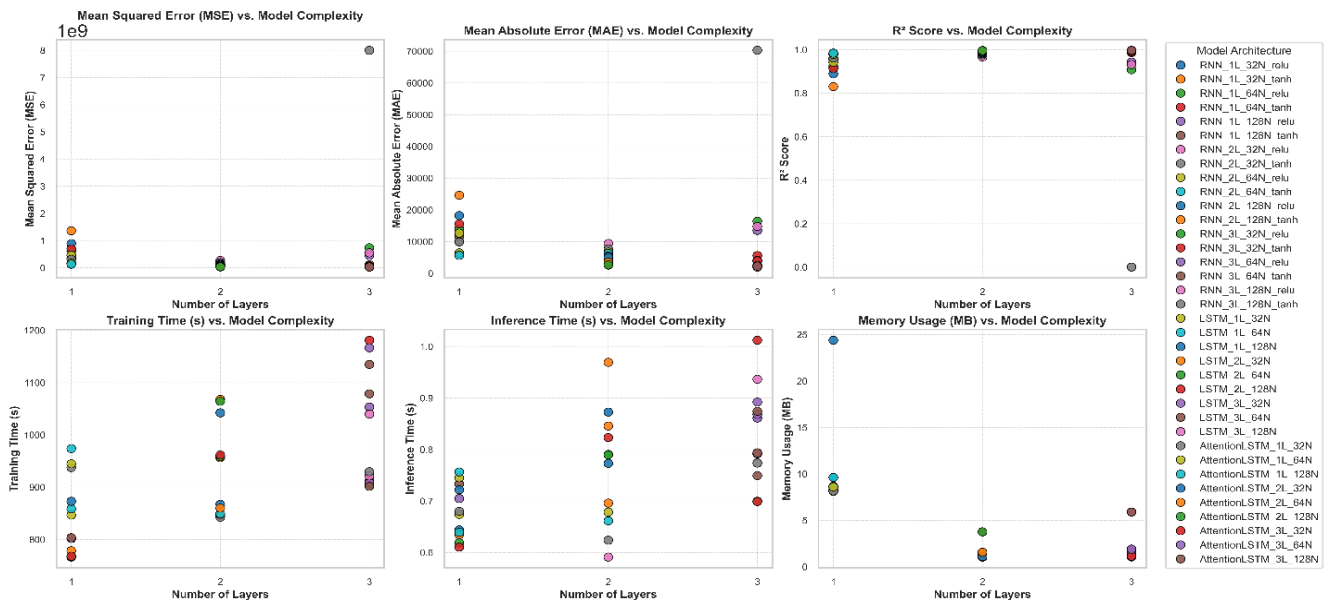 Mean Squared Error (MSE) vs. Model Complexity
1e9
8
7
6
5
4
3
2
1
0
Mean Squared Error (MSE)
1 2 3
Number of Layers
Mean Absolute Error (MAE) vs. Model Complexity
70000
60000
50000
40000
30000
20000
10000
0
Mean Absolute Error (MAE)
1 2 3
Number of Layers
R² Score vs. Model Complexity
1.0
0.8
0.6
0.4
0.2
0.0
R² Score
1 2 3
Number of Layers
Training Time (s) vs. Model Complexity
1200
1100
1000
900
800
Training Time (s)
1 2 3
Number of Layers
Inference Time (s) vs. Model Complexity
1.0
0.9
0.8
0.7
0.6
Inference Time (s)
1 2 3
Number of Layers
Memory Usage (MB) vs. Model Complexity
25
20
15
10
5
0
Memory Usage (MB)
1 2 3
Number of Layers
Model Architecture
RNN_1L_32N_relu
RNN_1L_32N_tanh
RNN_1L_64N_relu
RNN_1L_64N_tanh
RNN_1L_128N_relu
RNN_1L_128N_tanh
RNN_2L_32N_relu
RNN_2L_32N_tanh
RNN_2L_64N_relu
RNN_2L_64N_tanh
RNN_2L_128N_relu
RNN_2L_128N_tanh
RNN_3L_32N_relu
RNN_3L_32N_tanh
RNN_3L_64N_relu
RNN_3L_64N_tanh
RNN_3L_128N_relu
RNN_3L_128N_tanh
LSTM_1L_32N
LSTM_1L_64N
LSTM_1L_128N
LSTM_2L_32N
LSTM_2L_64N
LSTM_2L_128N
LSTM_3L_32N
LSTM_3L_64N
LSTM_3L_128N
AttentionLSTM_1L_32N
AttentionLSTM_1L_64N
AttentionLSTM_1L_128N
AttentionLSTM_2L_32N
AttentionLSTM_2L_64N
AttentionLSTM_2L_128N
AttentionLSTM_3L_32N
AttentionLSTM_3L_64N
AttentionLSTM_3L_128N